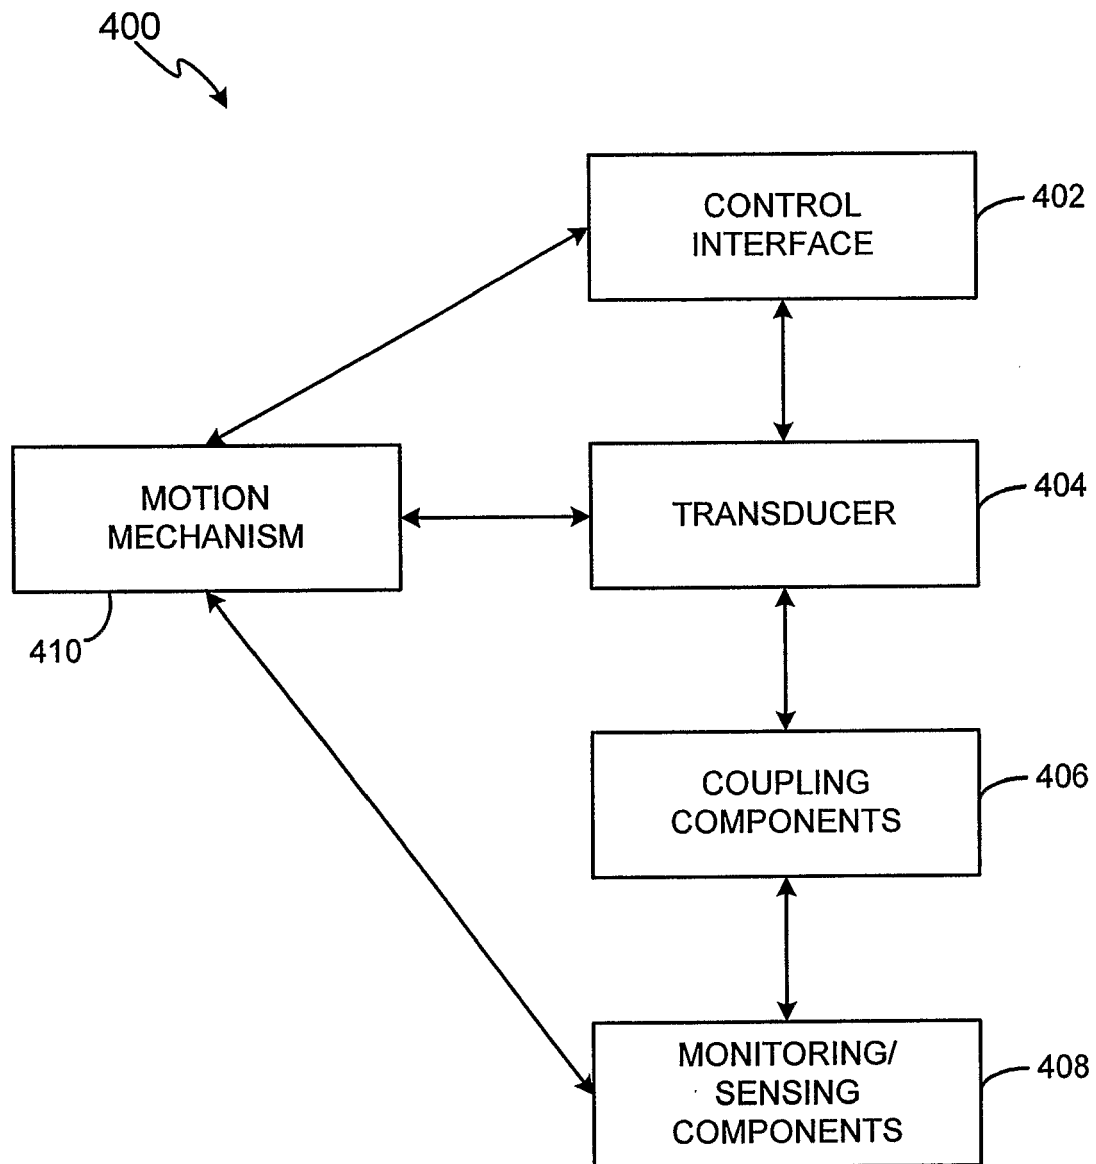 400
CONTROL
INTERFACE
402
MOTION
MECHANISM
410
TRANSDUCER
404
COUPLING
COMPONENTS
406
MONITORING/
SENSING
COMPONENTS
408